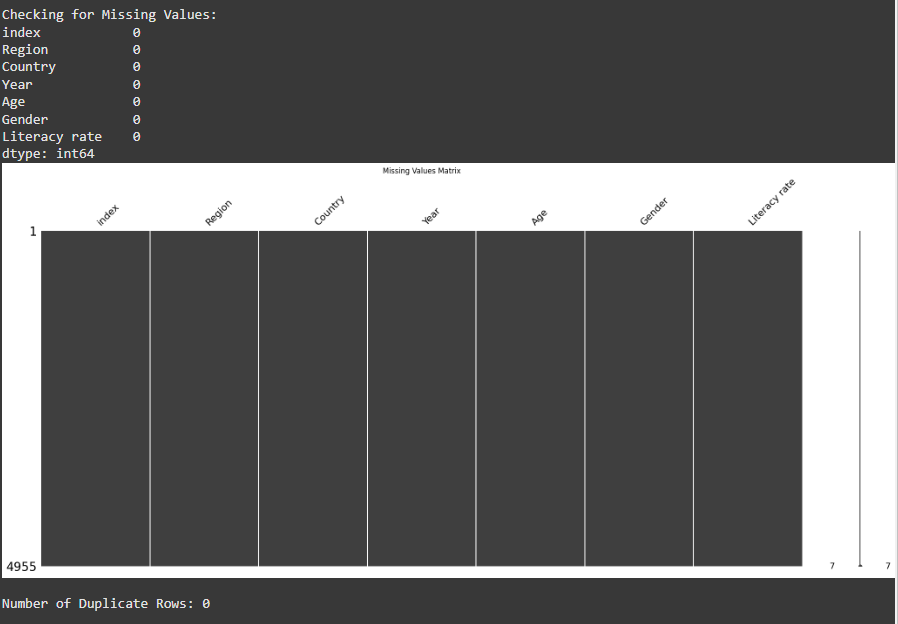 Checking for Missing Values:
index 0
Region 0
Country 0
Year 0
Age 0
Gender 0
Literacy rate 0
dtype: int64
Missing Values Matrix
index Region Country Year Age Gender Literacy rate
1
4955
7 7
Number of Duplicate Rows: 0